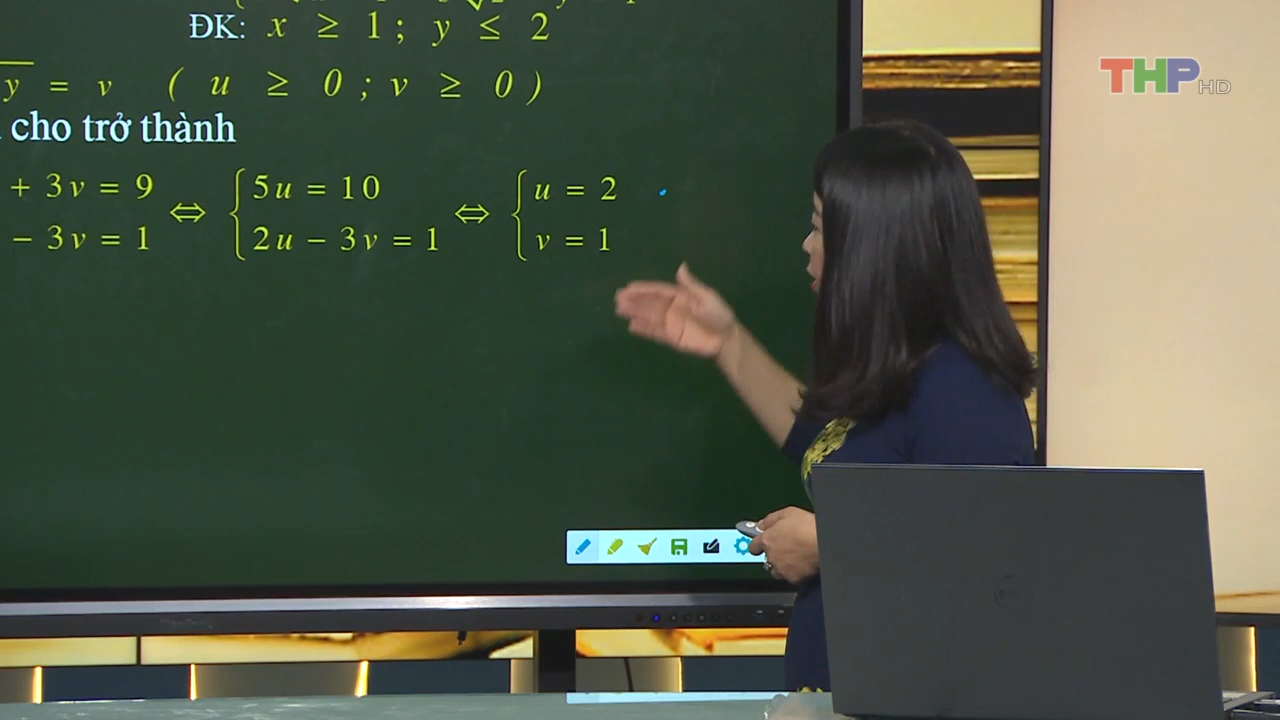 ĐK: x ≥ 1 ; y ≤ 2
y = v ( u ≥ 0 ; v ≥ 0 )
cho trở thành
+ 3v = 9 ⇔ { 5u = 10 ⇔ { u = 2
− 3v = 1 2u − 3v = 1 v = 1
THP HD